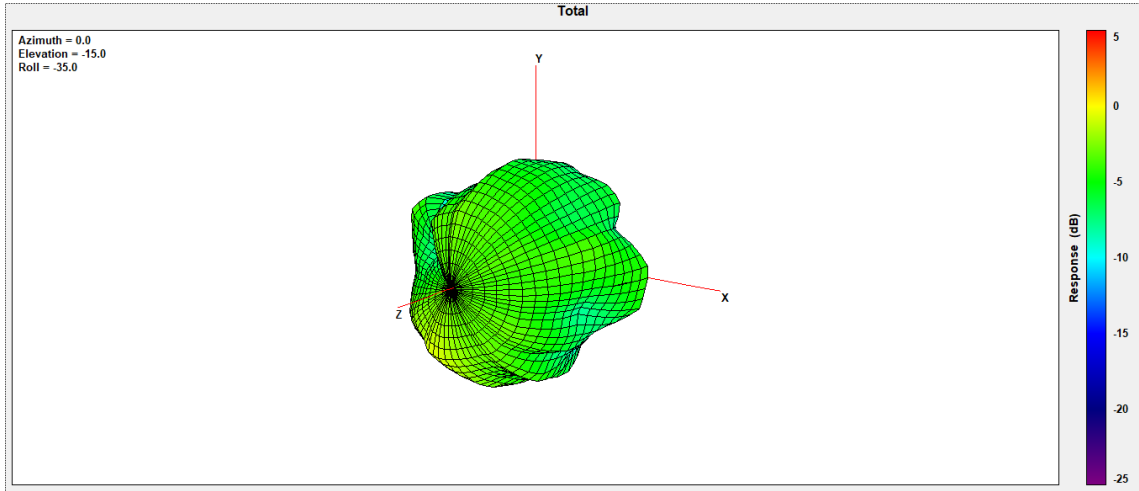 Total
Azimuth = 0.0
Elevation = -15.0
Roll = -35.0
Y
X
Z
5
0
-5
-10
-15
-20
-25
Response (dB)